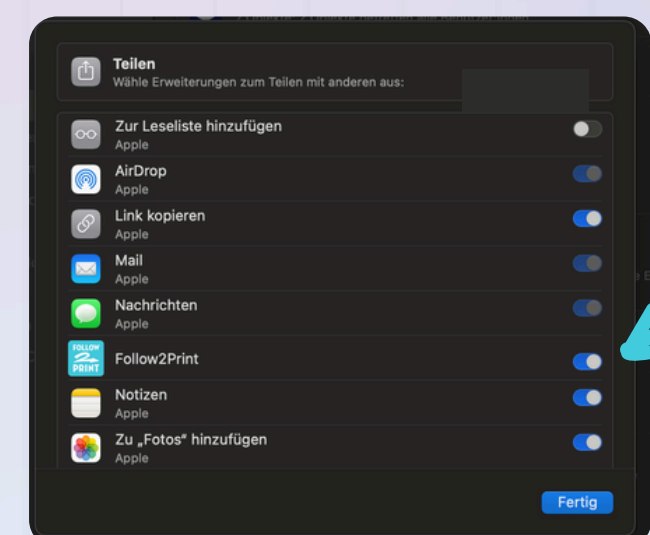 Teilen
Wähle Erweiterungen zum Teilen mit anderen aus:
Zur Leseliste hinzufügen
Apple
AirDrop
Apple
Link kopieren
Apple
Mail
Apple
Nachrichten
Apple
FOLLOW
2
PRINT
Follow2Print
Notizen
Apple
Zu „Fotos“ hinzufügen
Apple
Fertig